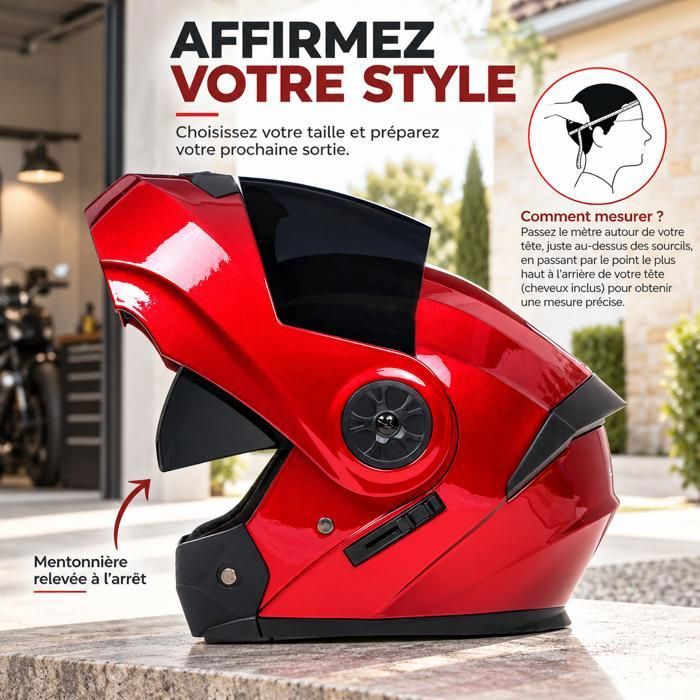 AFFIRMEZ
VOTRE STYLE
Choisissez votre taille et préparez
votre prochaine sortie.
Comment mesurer ?
Passez le mètre autour de votre
tête, juste au-dessus des sourcils,
en passant par le point le plus
haut à l'arrière de votre tête
(cheveux inclus) pour obtenir
une mesure précise.
Mentonnière
relevée à l'arrêt